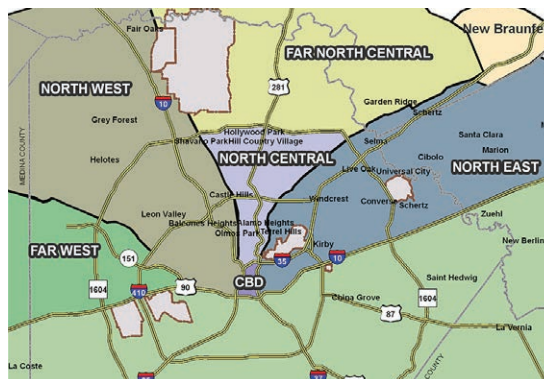 New Braunfe
Fair Oaks
FAR NORTH CENTRAL
NORTH WEST
281
10
Garden Ridge
Schertz
Grey Forest
Hollywood Park
Shavano Park
Hill Country Village
Selma
Santa Clara
Marion
Cibolo
NORTH CENTRAL
Helotes
Live Oak
Universal City
NORTH EAST
MEDINA COUNTY
Castle Hills
Windcrest
Converse
Schertz
Leon Valley
Balcones Heights
Alamo Heights
Olmos Park
Terrel Hills
Zuehl
Kirby
New Berlin
FAR WEST
151
35
10
Saint Hedwig
1604
410
90
CBD
China Grove
1604
87
La Vernia
COUNTY
La Coste